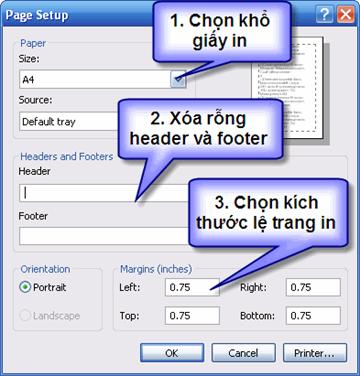 Page Setup
1. Chọn khổ
giấy in
Paper
Size:
A4
Source:
Default tray
2. Xóa rỗng
header và footer
Headers and Footers
Header
Footer
3. Chọn kích
thước lệ trang in
Orientation
Portrait
Landscape
Margins (inches)
Left: 0.75 Right: 0.75
Top: 0.75 Bottom: 0.75
OK Cancel Printer...